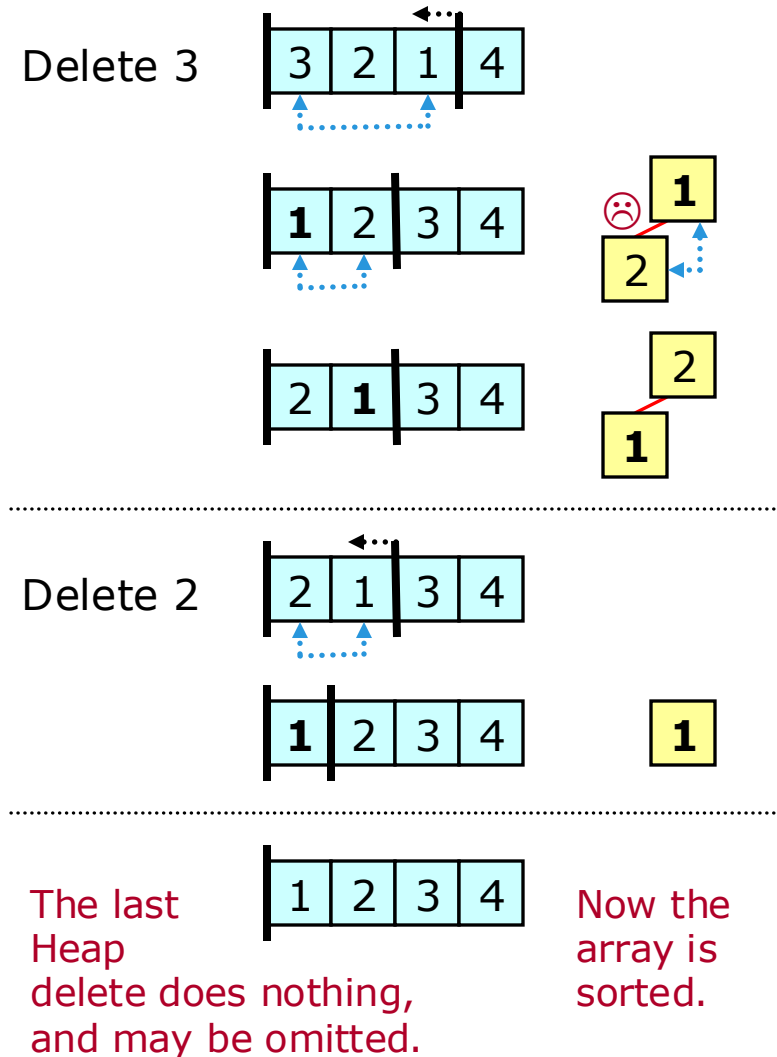 Delete 3
3 2 1 4
1 2 3 4
1
2
2 1 3 4
2
1
Delete 2
2 1 3 4
1 2 3 4
1
1 2 3 4
The last
Heap
delete does nothing,
and may be omitted.
Now the
array is
sorted.